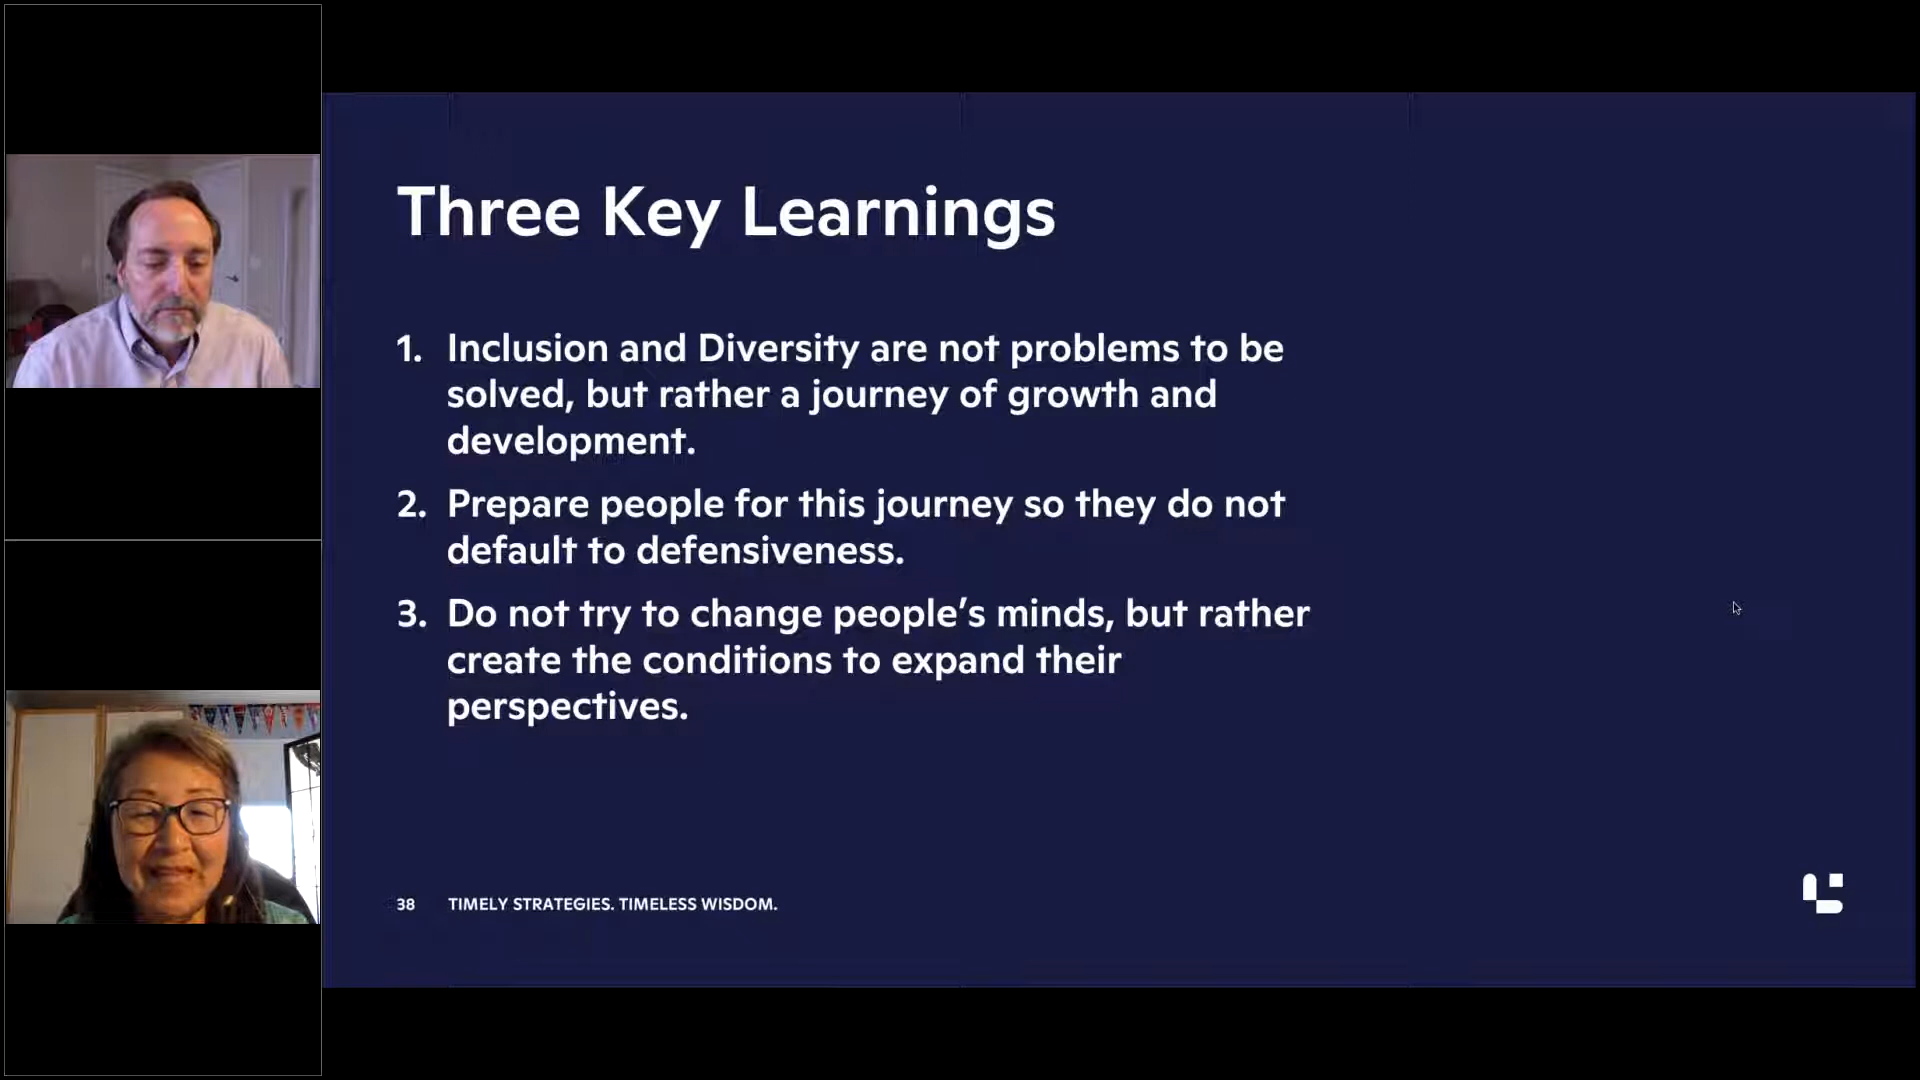 Three Key Learnings
1. Inclusion and Diversity are not problems to be
solved, but rather a journey of growth and
development.
2. Prepare people for this journey so they do not
default to defensiveness.
3. Do not try to change people’s minds, but rather
create the conditions to expand their
perspectives.
38 TIMELY STRATEGIES. TIMELESS WISDOM.